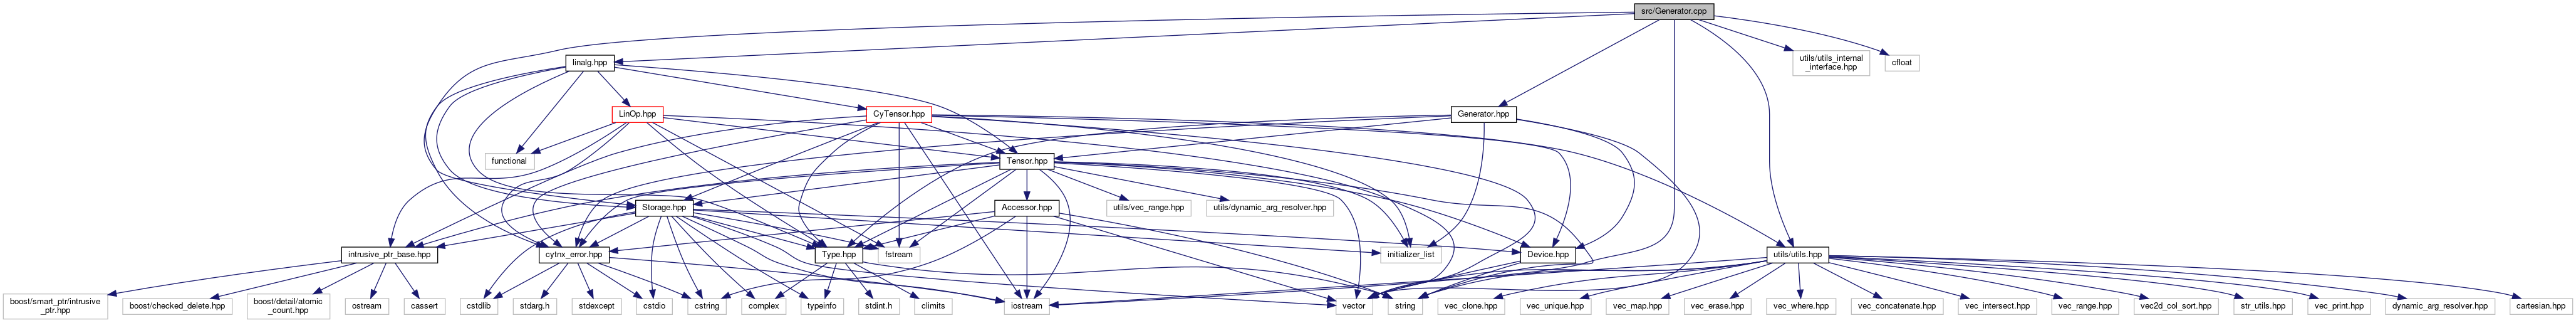 src/Generator.cpp
linalg.hpp
utils/utils_internal
_interface.hpp
cfloat
LinOp.hpp
CyTensor.hpp
Generator.hpp
functional
Tensor.hpp
Storage.hpp
Accessor.hpp
utils/vec_range.hpp
utils/dynamic_arg_resolver.hpp
intrusive_ptr_base.hpp
cytnx_error.hpp
Type.hpp
fstream
initializer_list
Device.hpp
utils/utils.hpp
boost/smart_ptr/intrusive
_ptr.hpp
boost/checked_delete.hpp
boost/detail/atomic
_count.hpp
ostream
cassert
cstdlib
stdarg.h
stdexcept
cstdio
cstring
complex
typeinfo
stdint.h
climits
iostream
vector
string
vec_clone.hpp
vec_unique.hpp
vec_map.hpp
vec_erase.hpp
vec_where.hpp
vec_concatenate.hpp
vec_intersect.hpp
vec_range.hpp
vec2d_col_sort.hpp
str_utils.hpp
vec_print.hpp
dynamic_arg_resolver.hpp
cartesian.hpp